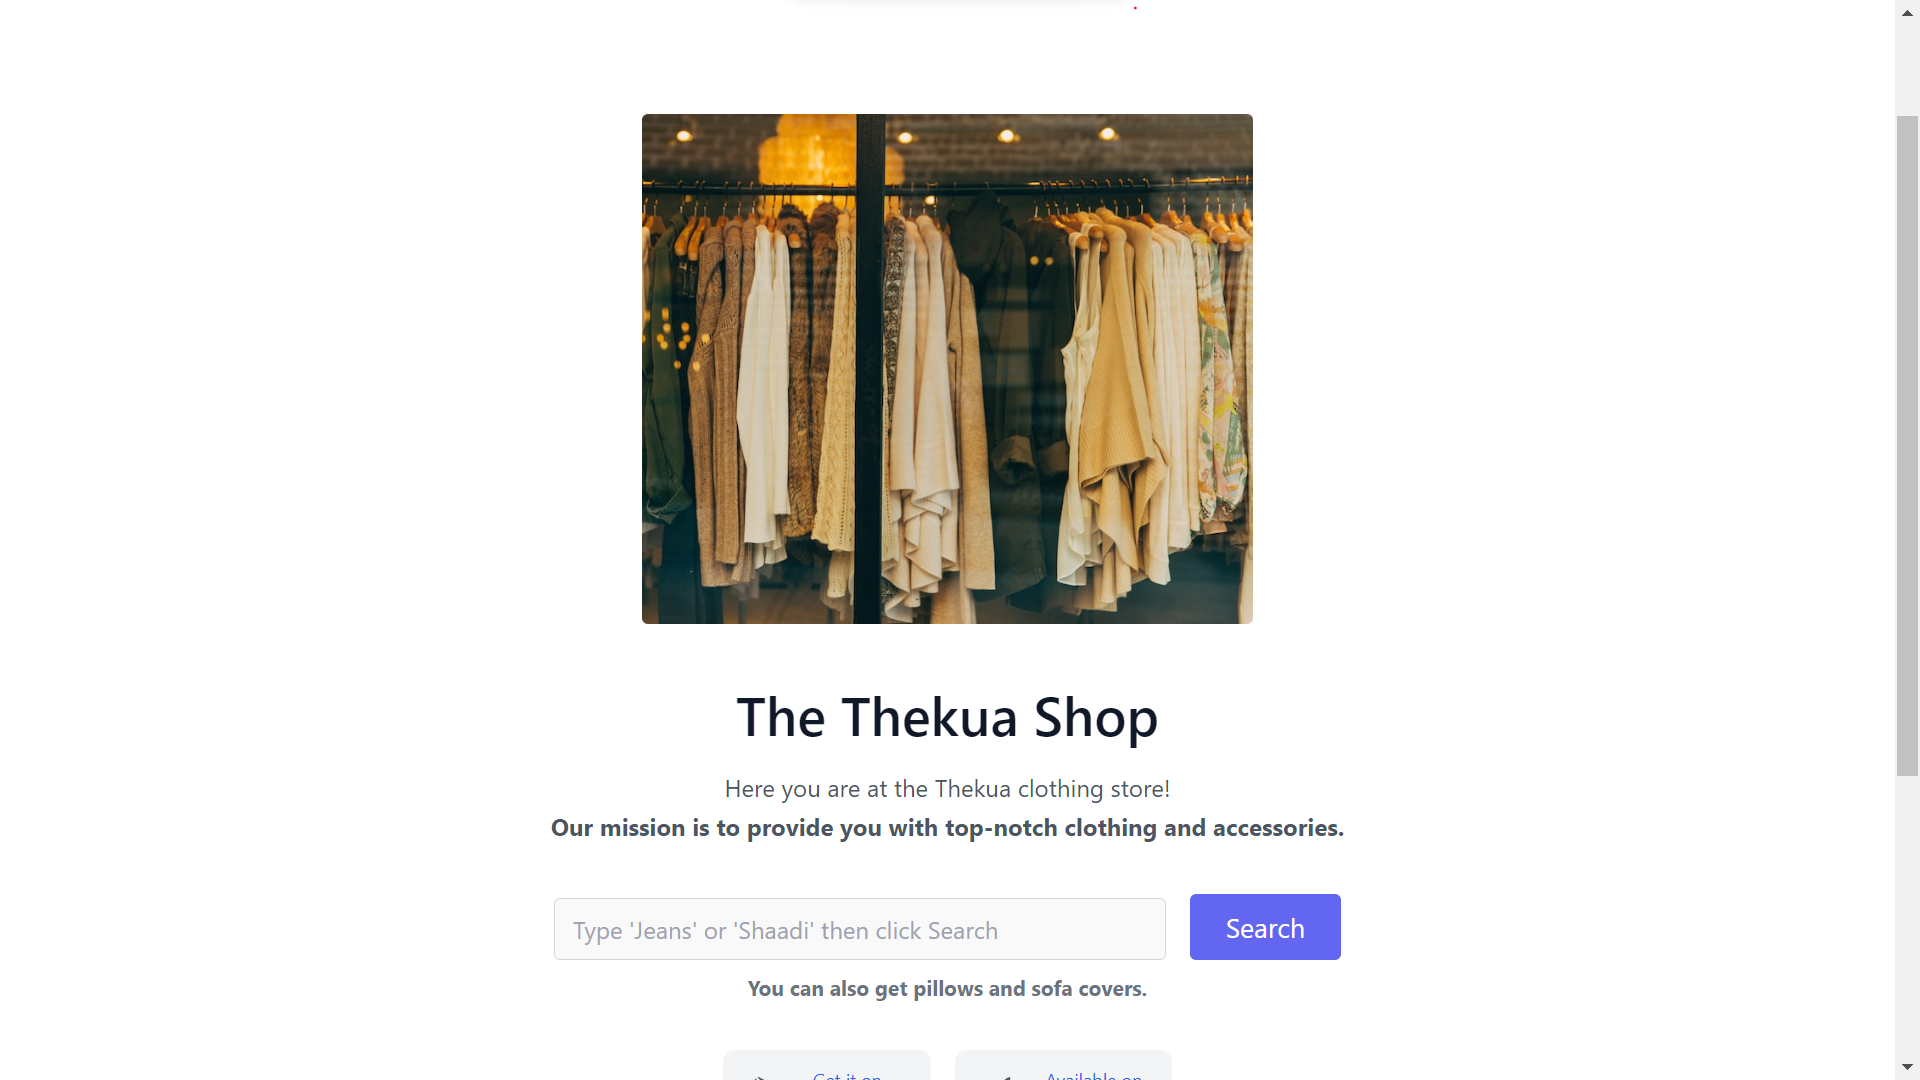 The Thekua Shop
Here you are at the Thekua clothing store!
Our mission is to provide you with top-notch clothing and accessories.
Type 'Jeans' or 'Shaadi' then click Search
Search
You can also get pillows and sofa covers.
Get it on
Available on